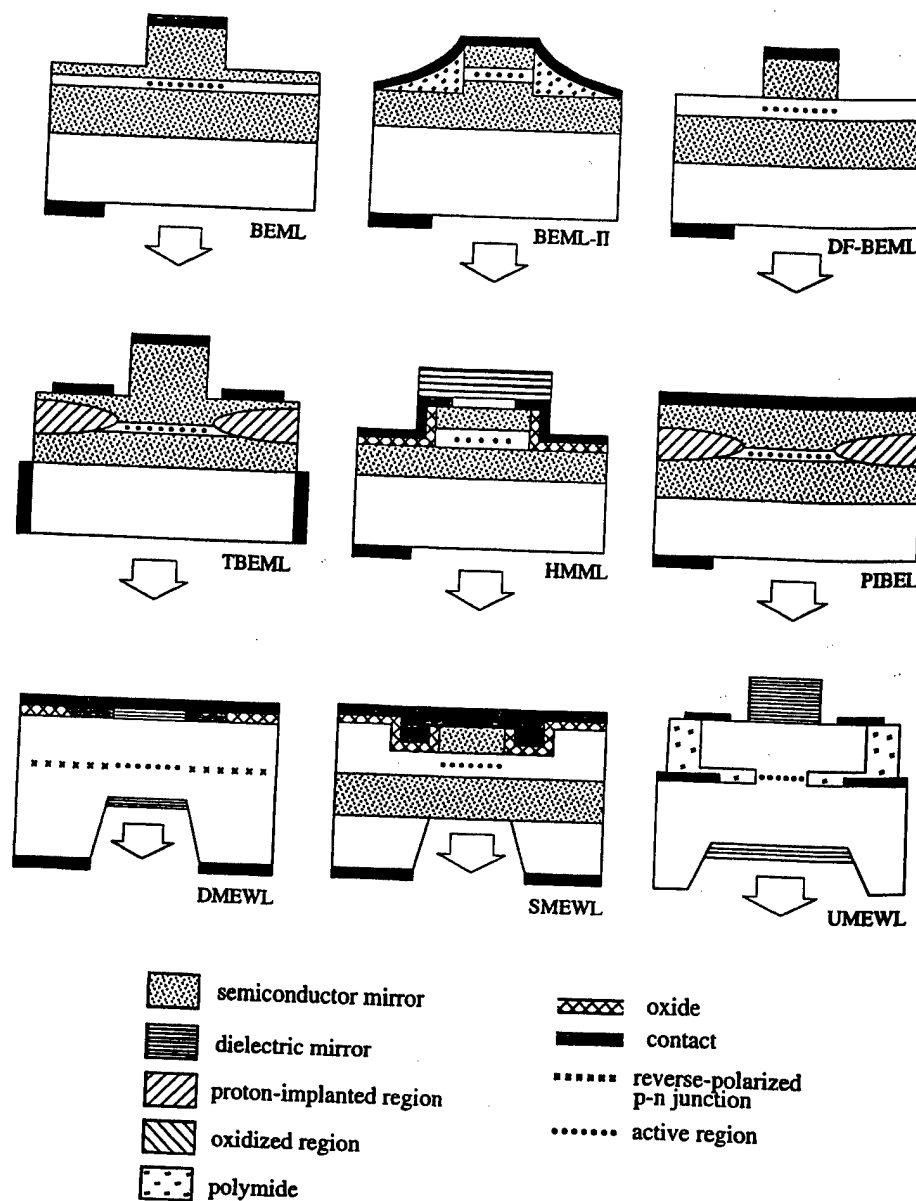 BEML
BEML-II
DF-BEML
TBEML
HMML
PIBEL
DMEWL
SMEWL
UMEWL
semiconductor mirror
dielectric mirror
proton-implanted region
oxidized region
polymide
oxide
contact
reverse-polarized
p-n junction
active region